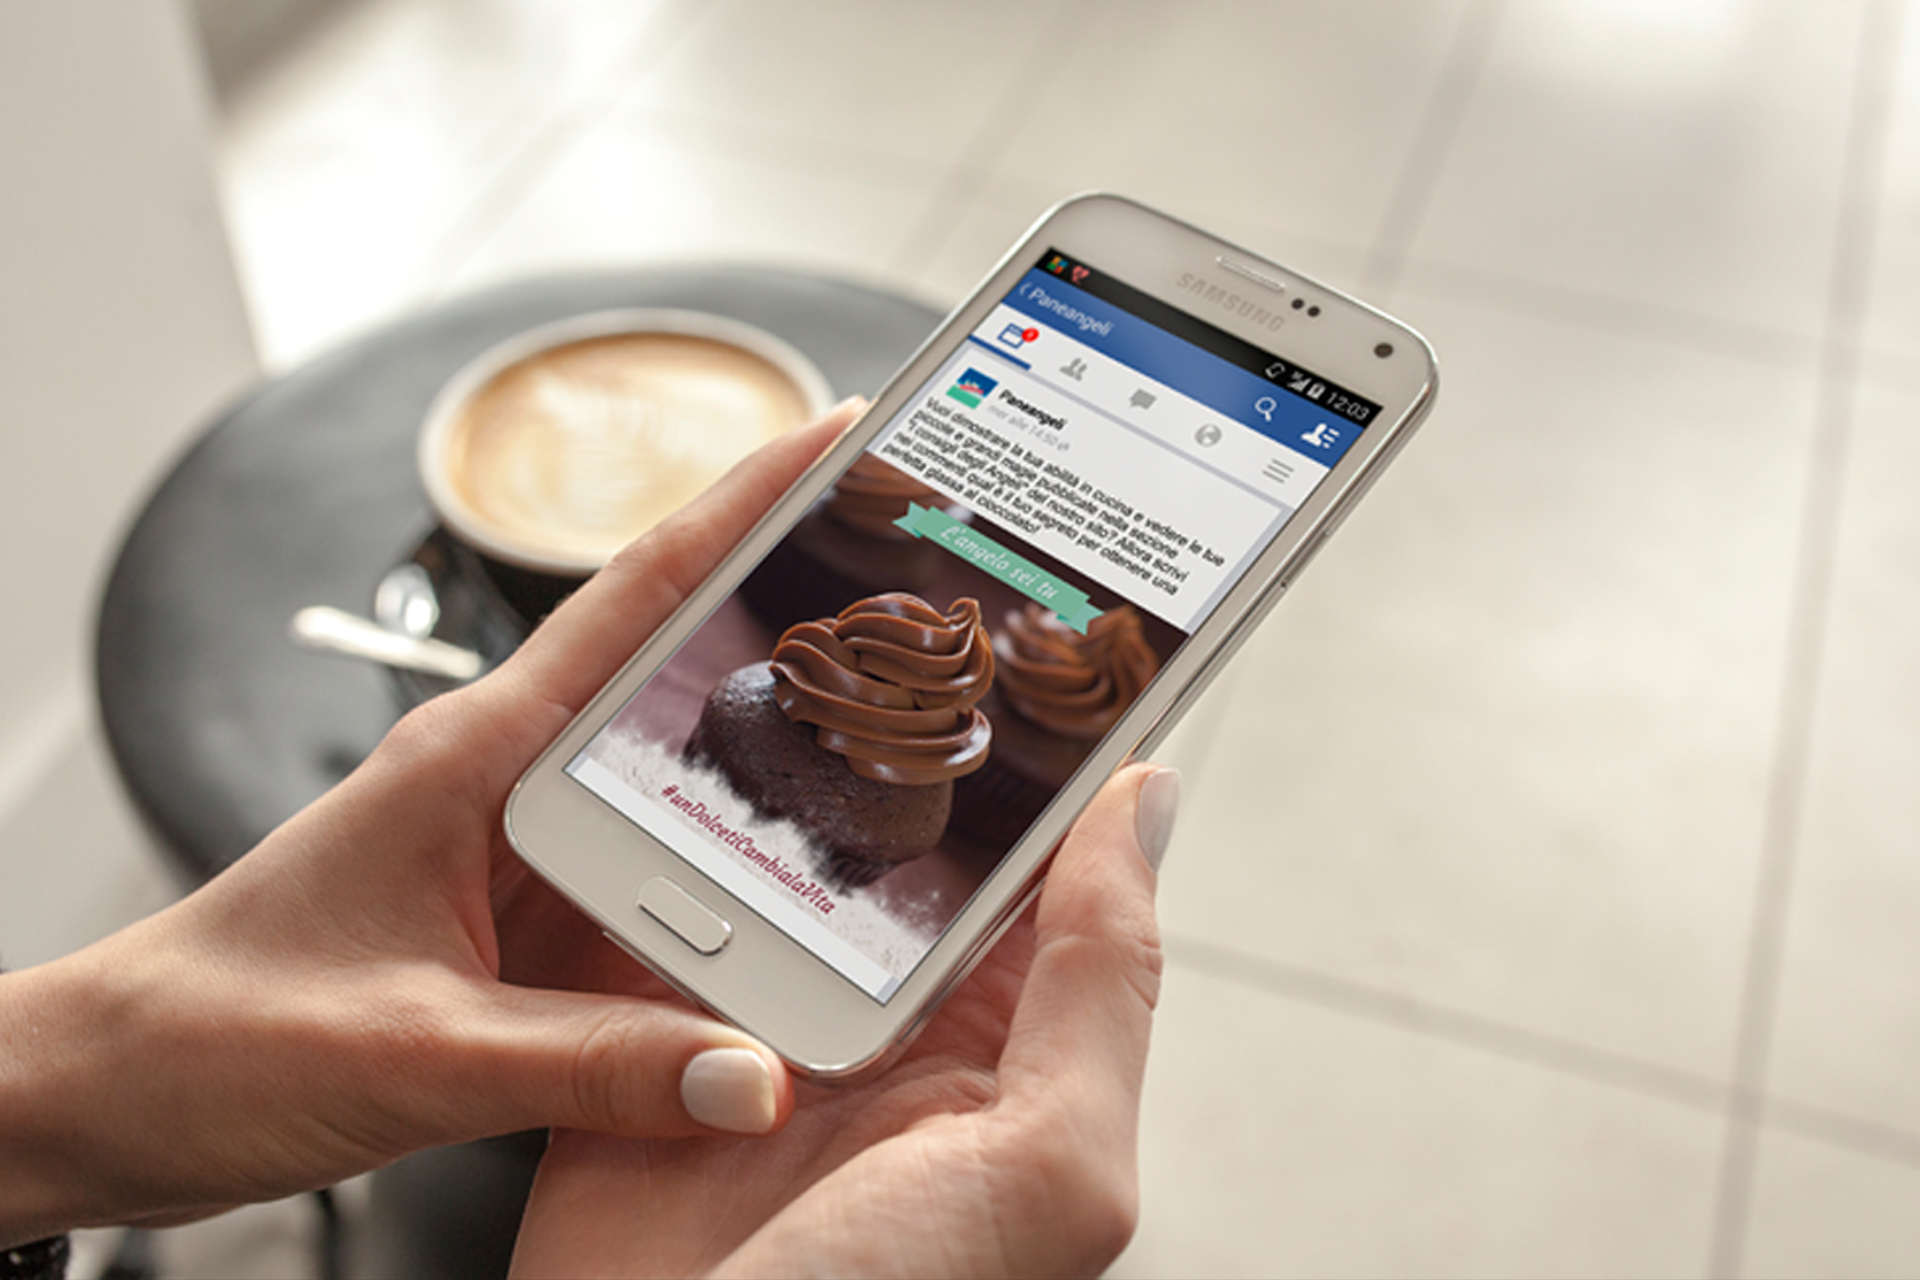 SAMSUNG
12:03
Paneangeli
Paneangeli
mer alle 14.50
Vuoi dimostrare la tua abilità in cucina e vedere le tue
piccole e grandi magie pubblicate nella sezione
"I consigli degli Angeli" del nostro sito? Allora scrivi
nei commenti qual è il tuo segreto per ottenere una
perfetta glassa al cioccolato!
L'angelo sei tu
#unDolcetiCambialaVita